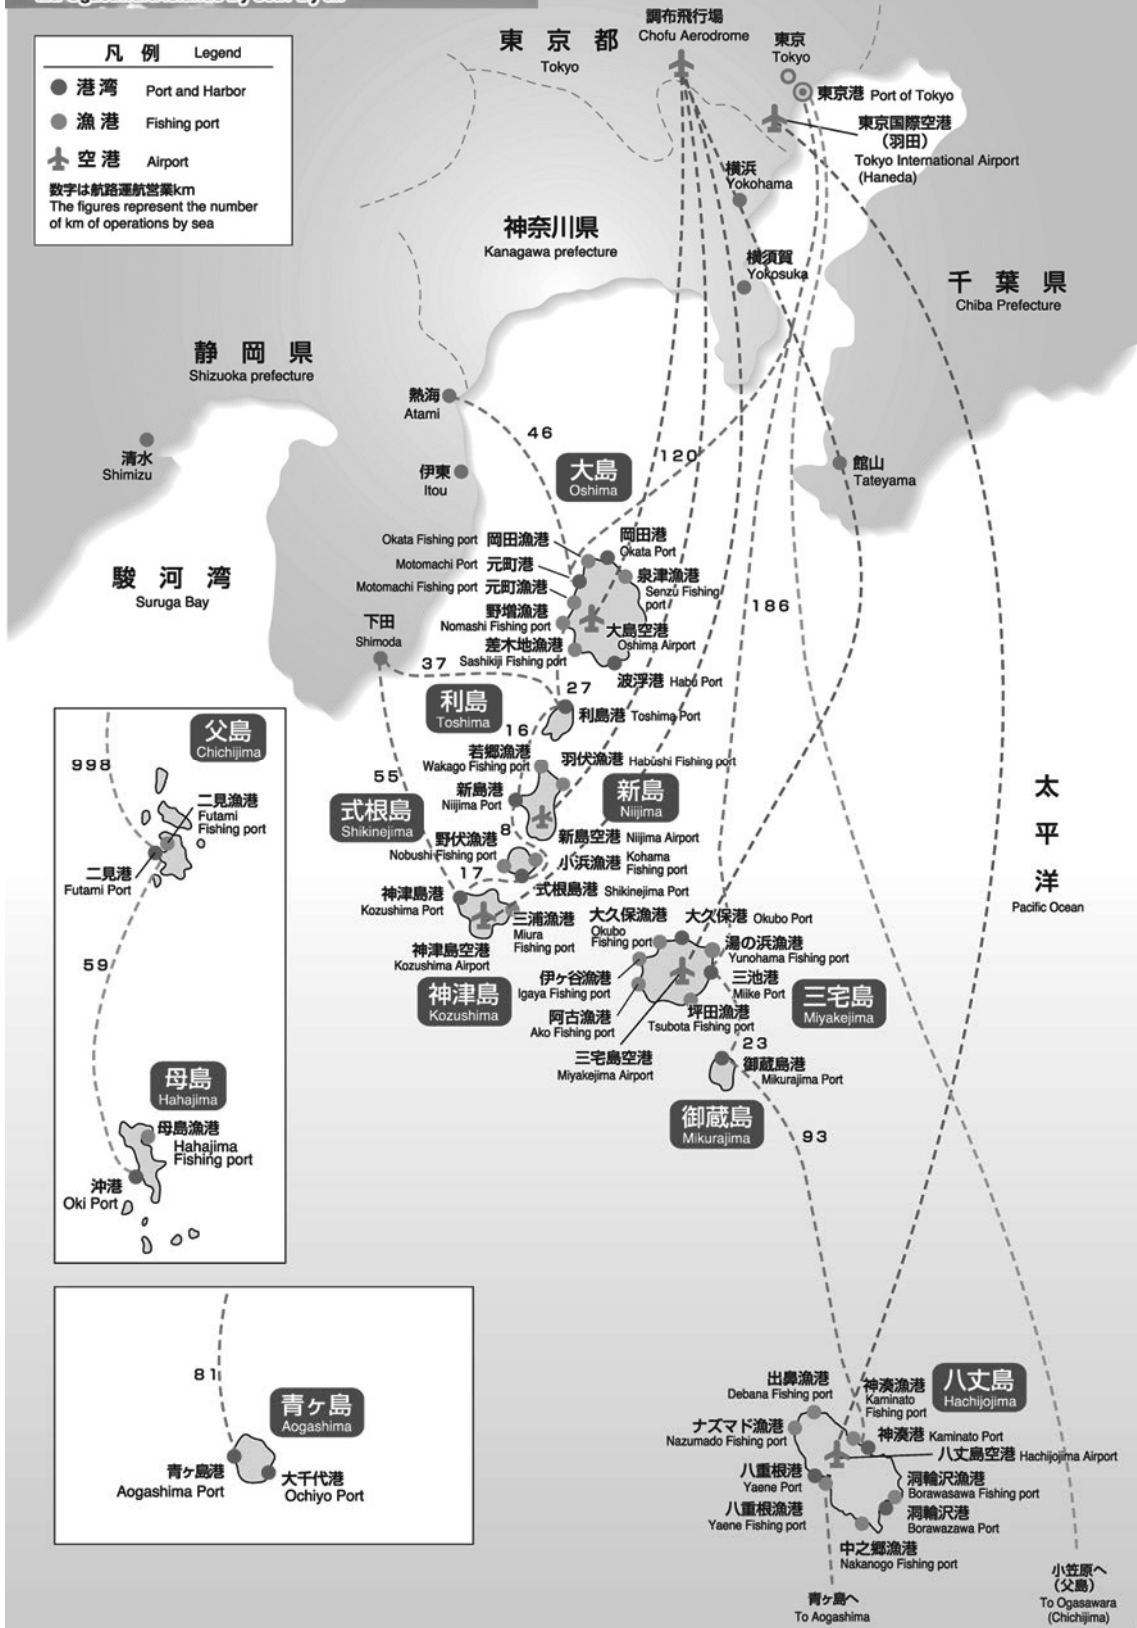 凡 例 Legend
港湾 Port and Harbor
漁港 Fishing port
空港 Airport
数字は航路運航営業km
The figures represent the number
of km of operations by sea
東 京 都
Tokyo
調布飛行場
Chofu Aerodrome
東京
Tokyo
東京港 Port of Tokyo
東京国際空港
(羽田)
Tokyo International Airport
(Haneda)
横浜
Yokohama
神奈川県
Kanagawa prefecture
横須賀
Yokosuka
千 葉 県
Chiba Prefecture
静 岡 県
Shizuoka prefecture
熱海
Atami
46
120
清水
Shimizu
伊東
Itou
大島
Oshima
館山
Tateyama
Okata Fishing port 岡田漁港
岡田港
Okata Port
Motomachi Port 元町港
Motomachi Fishing port 元町漁港
泉津漁港
Senzu Fishing
port
駿 河 湾
Suruga Bay
野増漁港
Nomashi Fishing port
差木地漁港
Sashikiji Fishing port
大島空港
Oshima Airport
186
下田
Shimoda
波浮港 Habu Port
37
27
利島
Toshima
利島港 Toshima Port
16
若郷漁港
Wakago Fishing port
羽伏漁港 Habushi Fishing port
55
新島港
Niijima Port
新島
Niijima
式根島
Shikinejima
8
新島空港 Niijima Airport
野伏漁港
Nobushi Fishing port
小浜漁港 Kohama
Fishing port
17
式根島港 Shikinejima Port
神津島港
Kozushima Port
三浦漁港
Miura
Fishing port
神津島空港
Kozushima Airport
神津島
Kozushima
太
平
洋
Pacific Ocean
大久保漁港
Okubo
Fishing port
大久保港 Okubo Port
湯の浜漁港
Yunohama Fishing port
伊ヶ谷漁港
Igaya Fishing port
三池港
Miike Port
三宅島
Miyakejima
阿古漁港
Ako Fishing port
坪田漁港
Tsubota Fishing port
三宅島空港
Miyakejima Airport
23
御蔵島港
Mikurajima Port
御蔵島
Mikurajima
93
父島
Chichijima
998
二見漁港
Futami
Fishing port
二見港
Futami Port
59
母島
Hahajima
母島漁港
Hahajima
Fishing port
沖港
Oki Port
81
青ヶ島
Aogashima
青ヶ島港
Aogashima Port
大千代港
Ochiyo Port
出鼻漁港
Debana Fishing port
神湊漁港
Kaminato
Fishing port
八丈島
Hachijojima
ナズマド漁港
Nazumado Fishing port
神湊港 Kaminato Port
八丈島空港 Hachijojima Airport
八重根港
Yaene Port
洞輪沢漁港
Borawasawa Fishing port
八重根漁港
Yaene Fishing port
洞輪沢港
Borawazawa Port
中之郷漁港
Nakanogo Fishing port
青ヶ島へ
To Aogashima
小笠原へ
(父島)
To Ogasawara
(Chichijima)